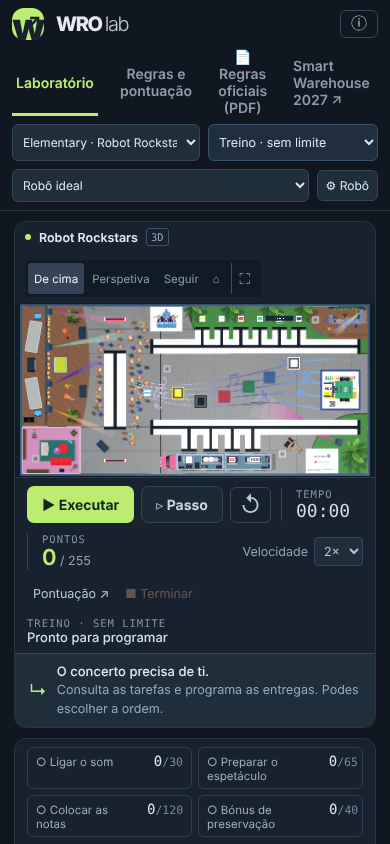 WRO lab
ⓘ
Laboratório
Regras e
pontuação
📄
Regras
oficiais
(PDF)
Smart
Warehouse
2027 ↗
Elementary · Robot Rocksta
Treino · sem limite
Robô ideal
⚙ Robô
Robot Rockstars 3D
De cima Perspetiva Seguir ⌂ ⛶
▶ Executar ▹ Passo ↺ TEMPO
00:00
PONTOS
0 / 255
Velocidade 2×
Pontuação ↗ ■ Terminar
TREINO · SEM LIMITE
Pronto para programar
↳ O concerto precisa de ti.
Consulta as tarefas e programa as entregas. Podes
escolher a ordem.
○ Ligar o som 0/30
○ Preparar o
espetáculo 0/65
○ Colocar as
notas 0/120
○ Bónus de
preservação 0/40